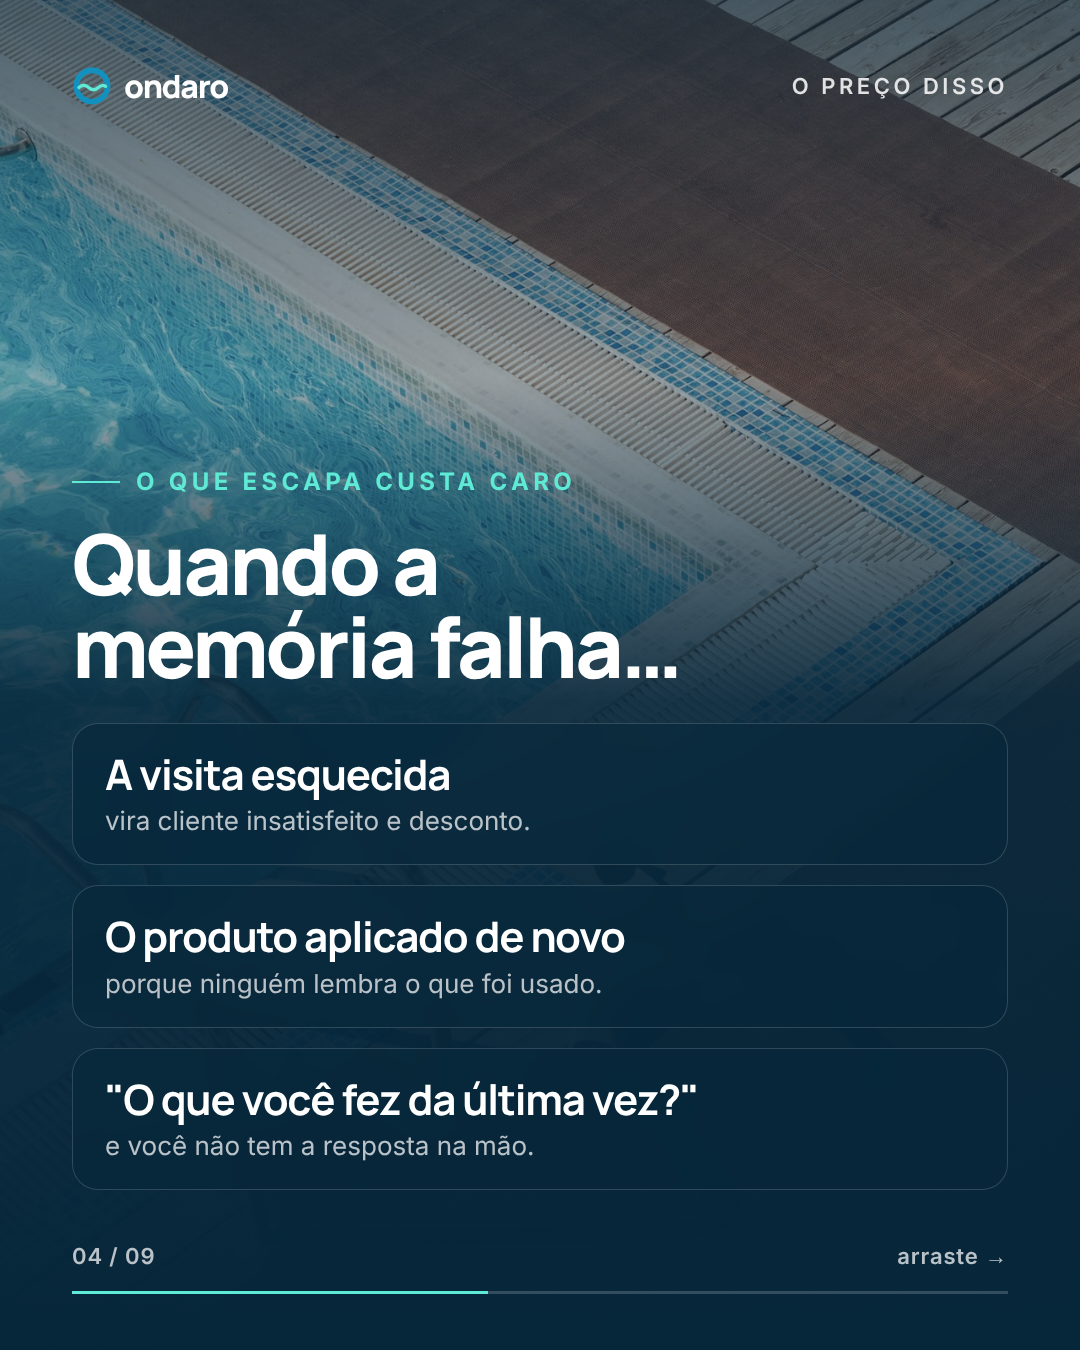 ondaro
O PREÇO DISSO
O QUE ESCAPA CUSTA CARO
Quando a
memória falha...
A visita esquecida
vira cliente insatisfeito e desconto.
O produto aplicado de novo
porque ninguém lembra o que foi usado.
"O que você fez da última vez?"
e você não tem a resposta na mão.
04 / 09
arraste →